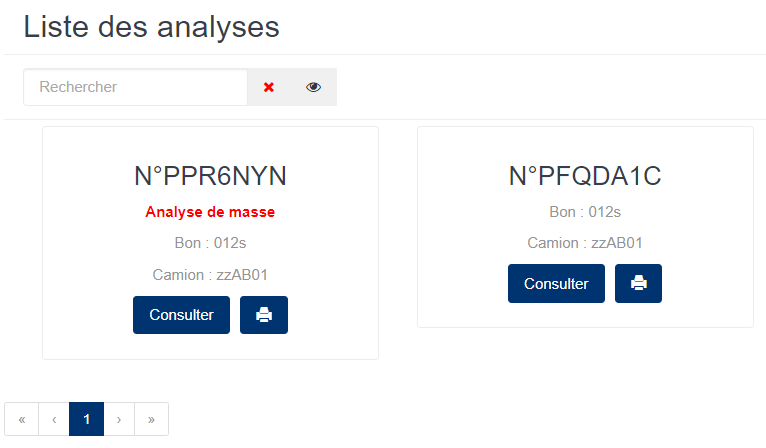 Liste des analyses
Rechercher
N°PPR6NYN
Analyse de masse
Bon : 012s
Camion : zzAB01
Consulter
N°PFQDA1C
Bon : 012s
Camion : zzAB01
Consulter
« ‹ 1 › »